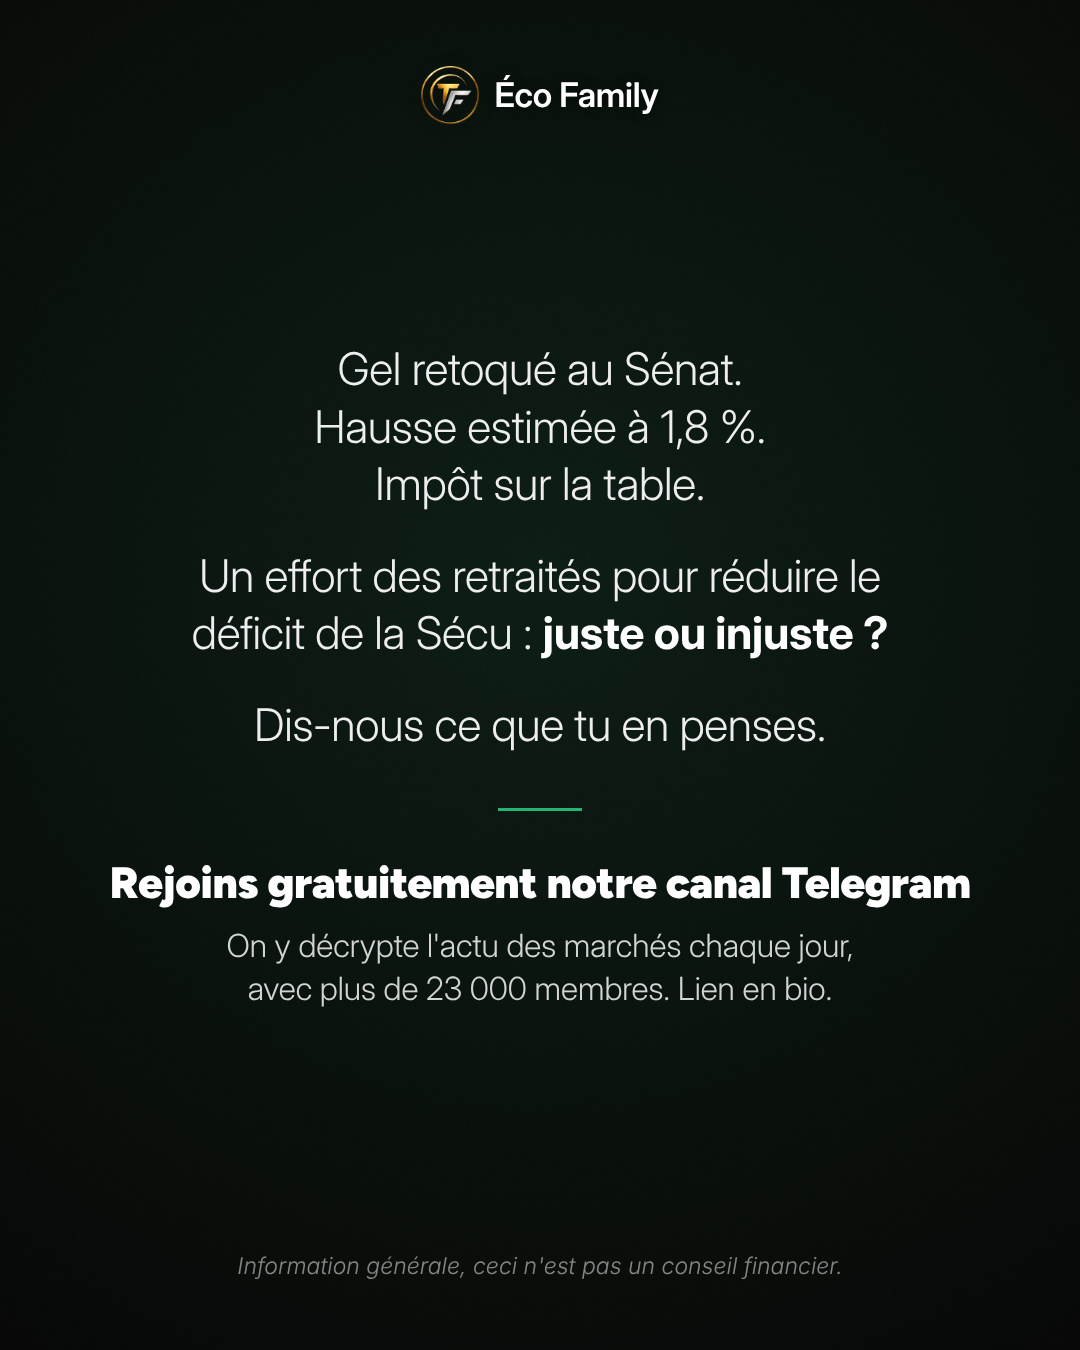 TF Éco Family
Gel retoqué au Sénat.
Hausse estimée à 1,8 %.
Impôt sur la table.
Un effort des retraités pour réduire le
déficit de la Sécu : juste ou injuste ?
Dis-nous ce que tu en penses.
Rejoins gratuitement notre canal Telegram
On y décrypte l'actu des marchés chaque jour,
avec plus de 23 000 membres. Lien en bio.
Information générale, ceci n'est pas un conseil financier.